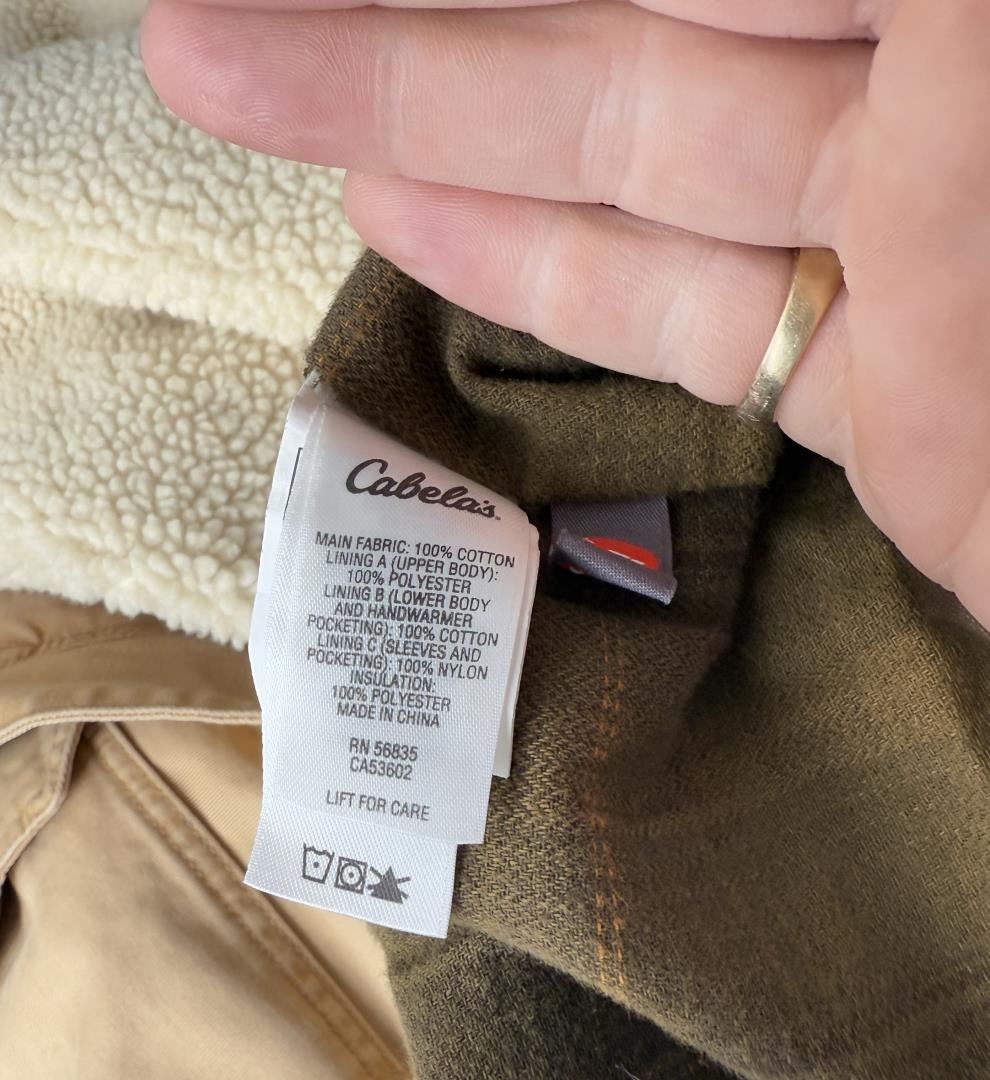 Cabela's
MAIN FABRIC: 100% COTTON
LINING A (UPPER BODY):
100% POLYESTER
LINING B (LOWER BODY
AND HANDWARMER
POCKETING): 100% COTTON
LINING C (SLEEVES AND
POCKETING): 100% NYLON
INSULATION:
100% POLYESTER
MADE IN CHINA
RN 56835
CA53602
LIFT FOR CARE